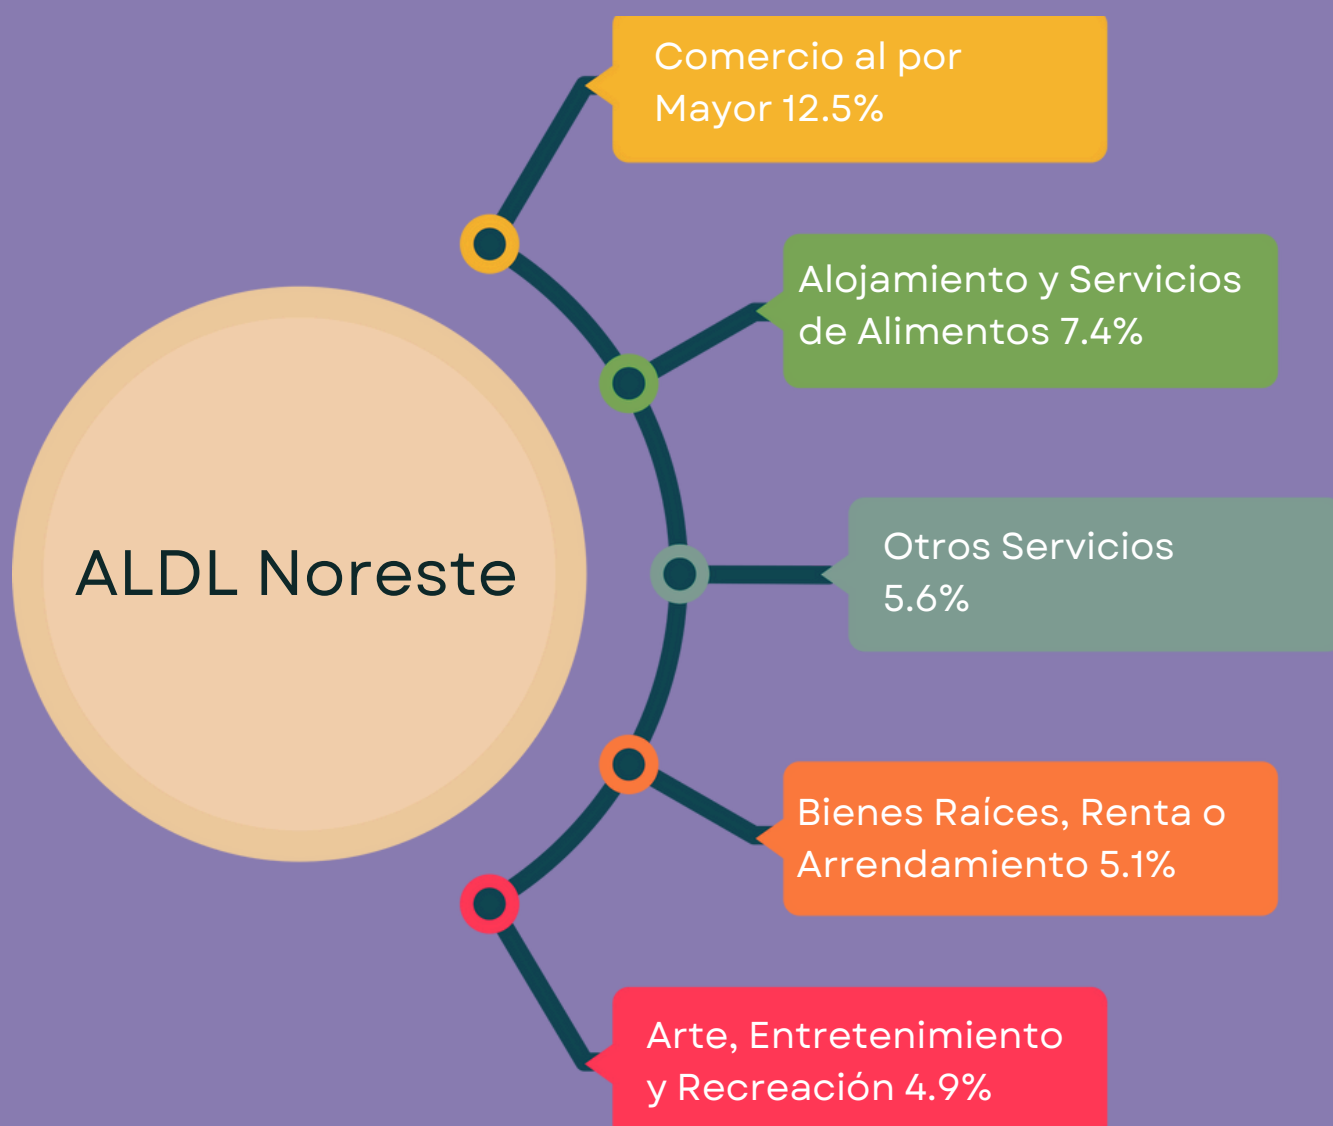 Comercio al por
Mayor 12.5%
Alojamiento y Servicios
de Alimentos 7.4%
ALDL Noreste
Otros Servicios
5.6%
Bienes Raíces, Renta o
Arrendamiento 5.1%
Arte, Entretenimiento
y Recreación 4.9%